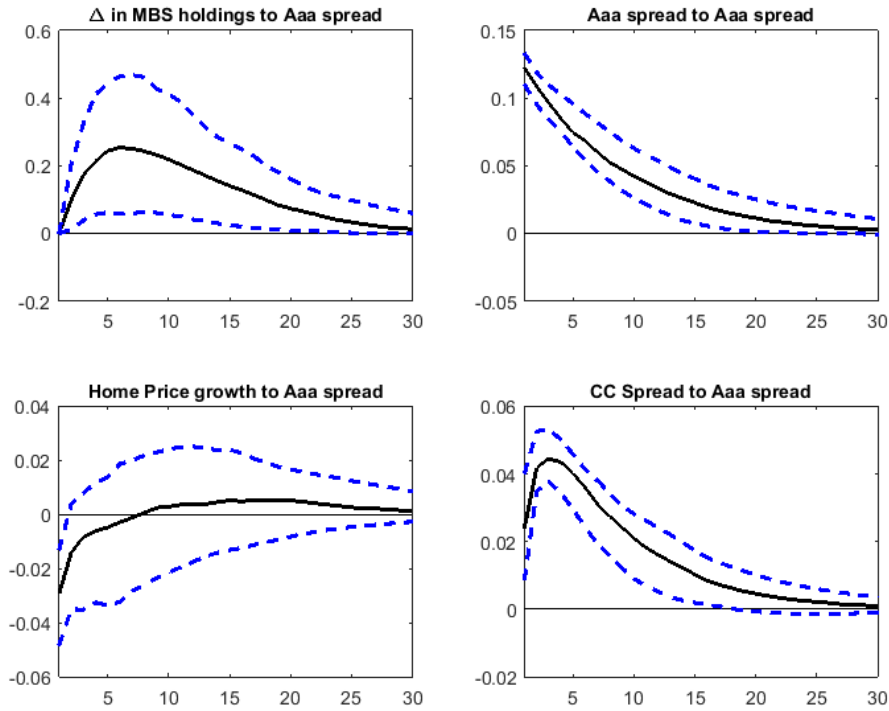 Δ in MBS holdings to Aaa spread
0.6
0.4
0.2
0
-0.2
5 10 15 20 25 30
Aaa spread to Aaa spread
0.15
0.1
0.05
0
-0.05
5 10 15 20 25 30
Home Price growth to Aaa spread
0.04
0.02
0
-0.02
-0.04
-0.06
5 10 15 20 25 30
CC Spread to Aaa spread
0.06
0.04
0.02
0
-0.02
5 10 15 20 25 30